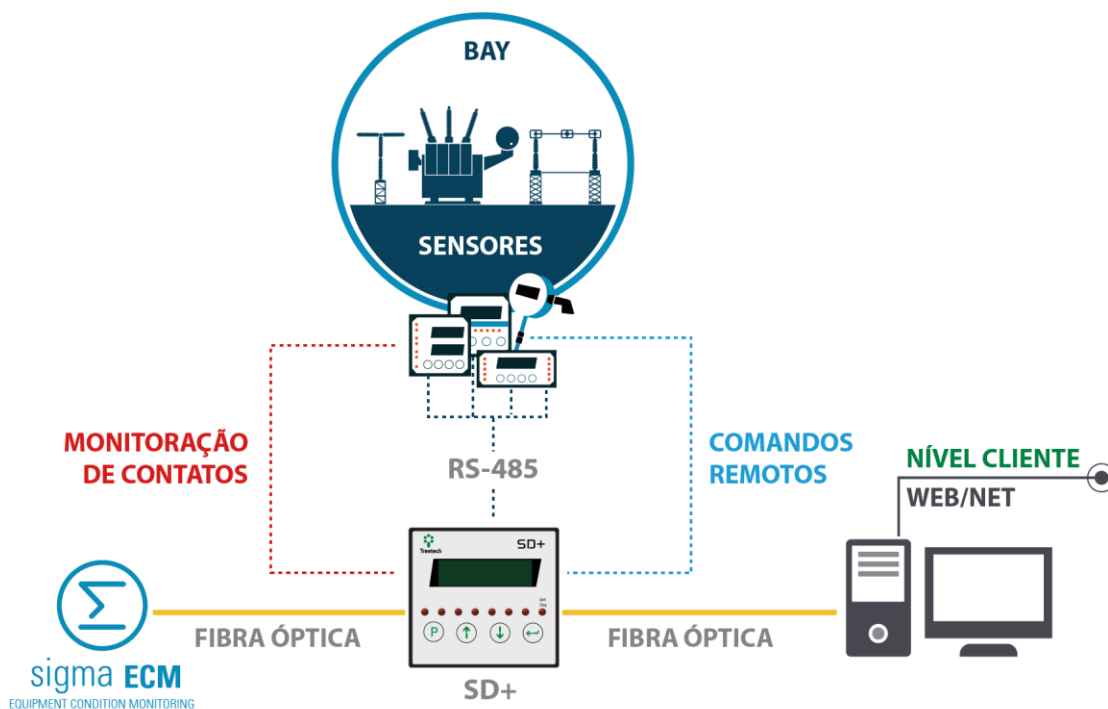 BAY
SENSORES
MONITORAÇÃO
DE CONTATOS
RS-485
COMANDOS
REMOTOS
NÍVEL CLIENTE
WEB/NET
Treetech
SD+
P
FIBRA ÓPTICA
FIBRA ÓPTICA
sigma ECM
EQUIPMENT CONDITION MONITORING
SD+